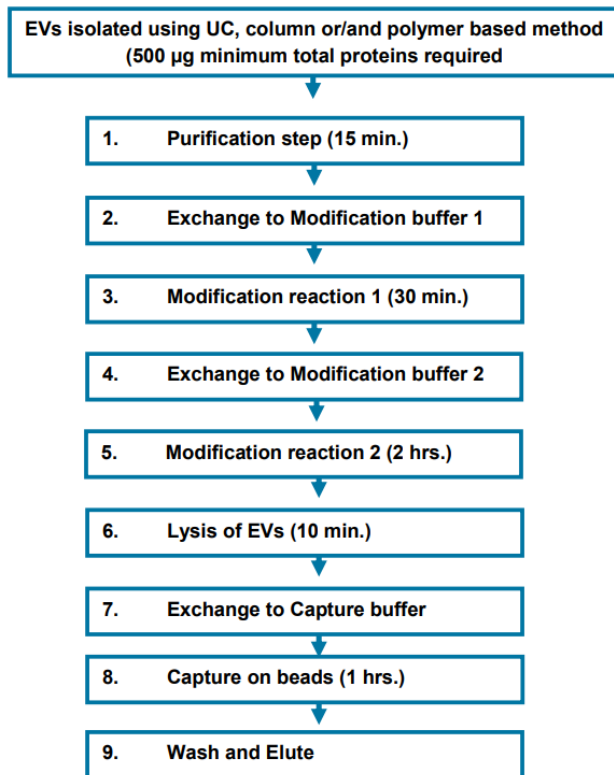 EVs isolated using UC, column or/and polymer based method
(500 µg minimum total proteins required
1. Purification step (15 min.)
2. Exchange to Modification buffer 1
3. Modification reaction 1 (30 min.)
4. Exchange to Modification buffer 2
5. Modification reaction 2 (2 hrs.)
6. Lysis of EVs (10 min.)
7. Exchange to Capture buffer
8. Capture on beads (1 hrs.)
9. Wash and Elute